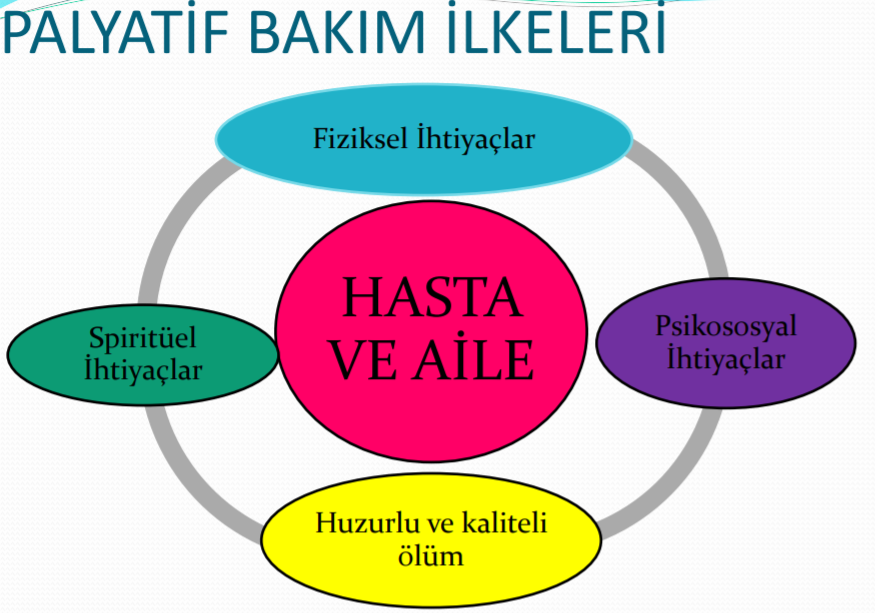 PALYATİF BAKIM İLKELERİ
Fiziksel İhtiyaçlar
HASTA
VE AİLE
Spiritüel
İhtiyaçlar
Psikososyal
İhtiyaçlar
Huzurlu ve kaliteli
ölüm